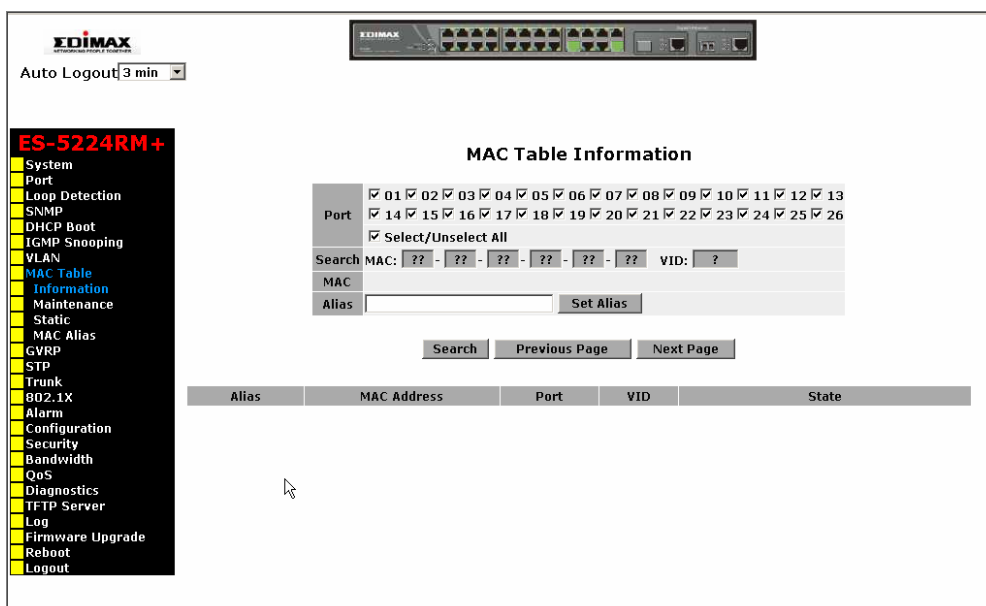 EDIMAX
NETWORKING PEOPLE TOGETHER
EDIMAX
Auto Logout 3 min
ES-5224RM+
System
Port
Loop Detection
SNMP
DHCP Boot
IGMP Snooping
VLAN
MAC Table
Information
Maintenance
Static
MAC Alias
GVRP
STP
Trunk
802.1X
Alarm
Configuration
Security
Bandwidth
QoS
Diagnostics
TFTP Server
Log
Firmware Upgrade
Reboot
Logout
MAC Table Information
Port
01 02 03 04 05 06 07 08 09 10 11 12 13
14 15 16 17 18 19 20 21 22 23 24 25 26
Select/Unselect All
Search MAC: ?? - ?? - ?? - ?? - ?? - ?? VID: ?
MAC
Alias Set Alias
Search Previous Page Next Page
Alias MAC Address Port VID State